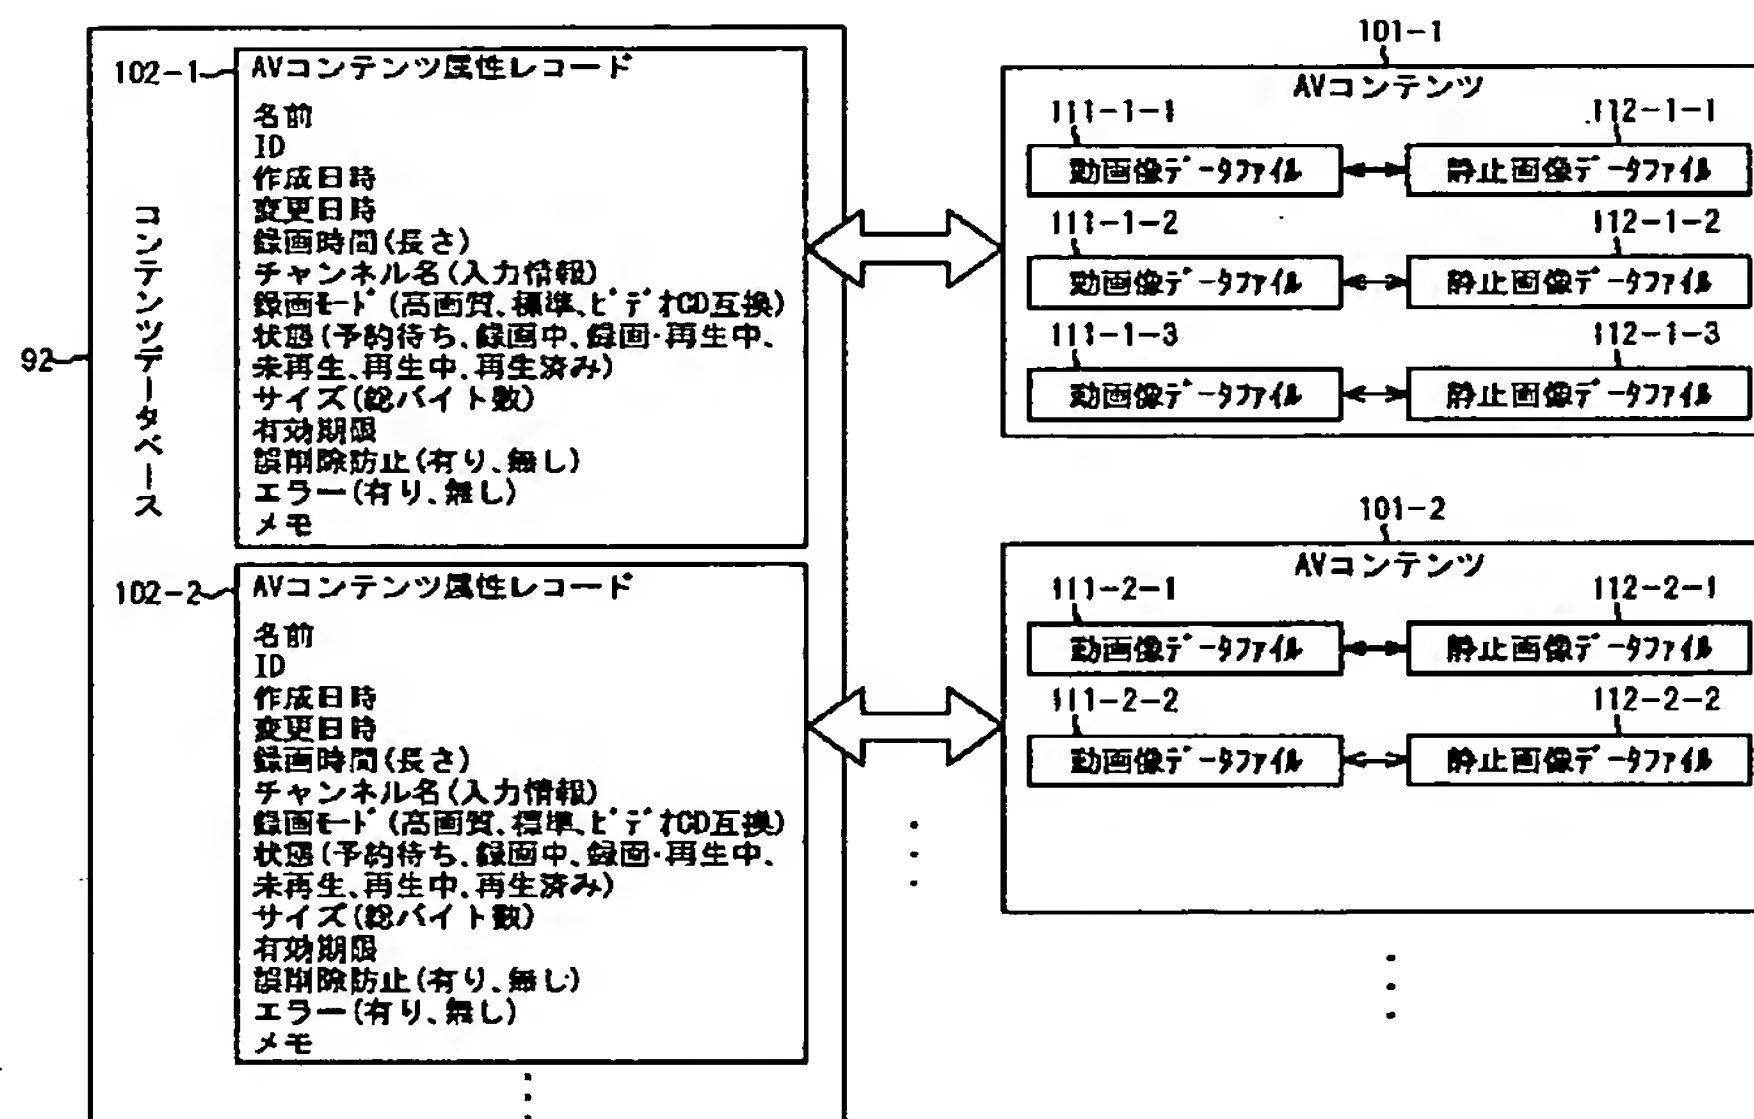 92
コンテンツデータベース
102-1
AVコンテンツ属性レコード
名前
ID
作成日時
変更日時
録画時間(長さ)
チャンネル名(入力情報)
録画モード(高画質、標準、ビデオCD互換)
状態(予約待ち、録画中、録画・再生中、
未再生、再生中、再生済み)
サイズ(総バイト数)
有効期限
誤削除防止(有り、無し)
エラー(有り、無し)
メモ
102-2
AVコンテンツ属性レコード
名前
ID
作成日時
変更日時
録画時間(長さ)
チャンネル名(入力情報)
録画モード(高画質、標準、ビデオCD互換)
状態(予約待ち、録画中、録画・再生中、
未再生、再生中、再生済み)
サイズ(総バイト数)
有効期限
誤削除防止(有り、無し)
エラー(有り、無し)
メモ
101-1
AVコンテンツ
111-1-1
112-1-1
動画像データファイル
静止画像データファイル
111-1-2
112-1-2
動画像データファイル
静止画像データファイル
111-1-3
112-1-3
動画像データファイル
静止画像データファイル
101-2
AVコンテンツ
111-2-1
112-2-1
動画像データファイル
静止画像データファイル
111-2-2
112-2-2
動画像データファイル
静止画像データファイル